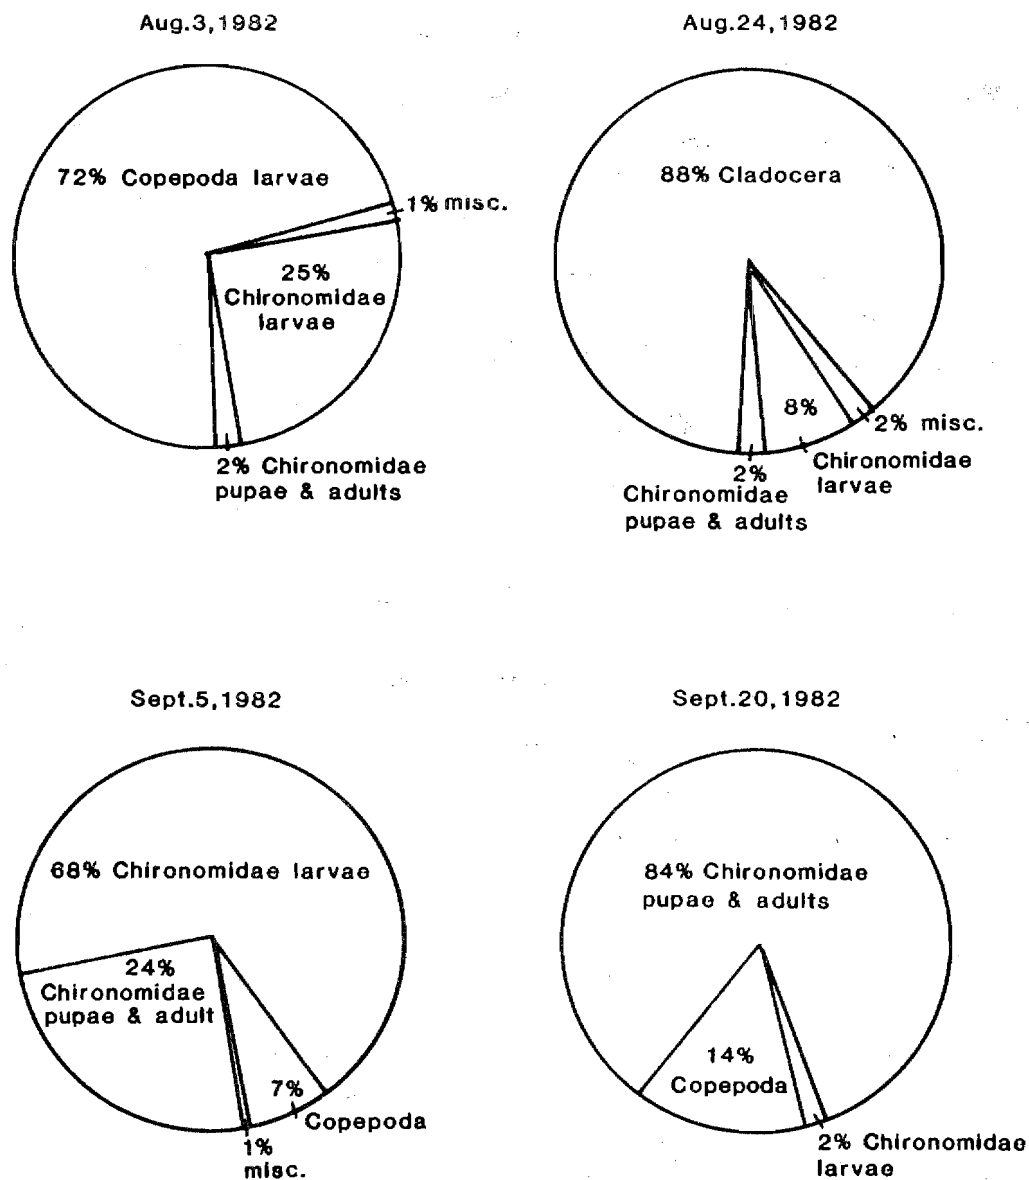 Aug.3,1982
72% Copepoda larvae
1% misc.
25%
Chironomidae
larvae
2% Chironomidae
pupae & adults
Aug.24,1982
88% Cladocera
8%
2% misc.
Chironomidae
larvae
2%
Chironomidae
pupae & adults
Sept.5,1982
68% Chironomidae larvae
24%
Chironomidae
pupae & adult
7%
Copepoda
1%
misc.
Sept.20,1982
84% Chironomidae
pupae & adults
14%
Copepoda
2% Chironomidae
larvae